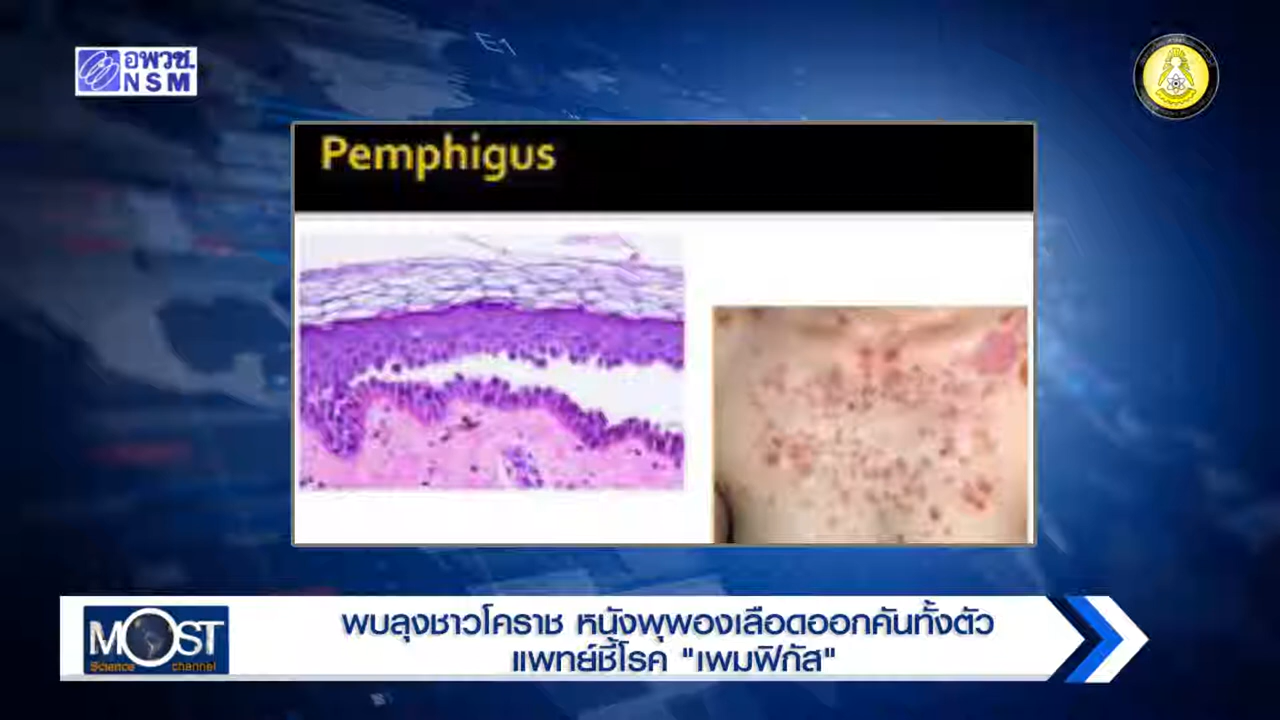 อพวช.
NSM
Pemphigus
MOST
Science channel
พบลุงชาวโคราช หนังพุพองเลือดออกคันทั้งตัว
แพทย์ชี้โรค "เพมฟิกัส"